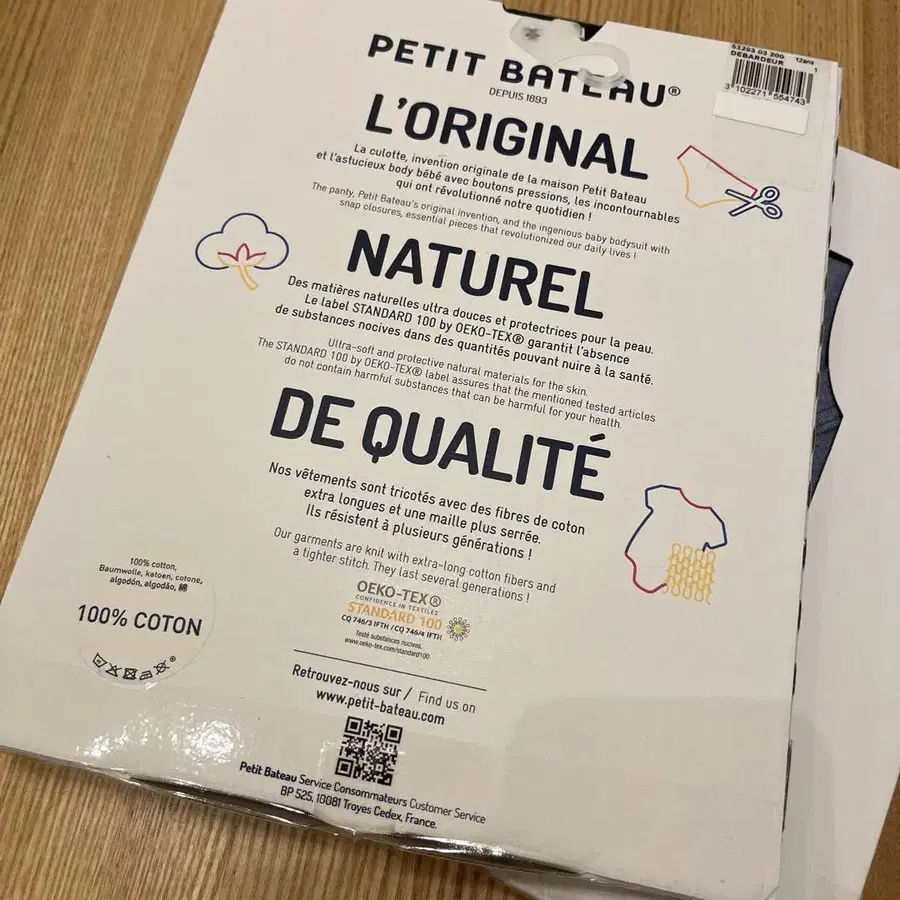 53293 03 200 12ans
DEBARDEUR 1
3 102271 564743
PETIT BATEAU®
DEPUIS 1893
L'ORIGINAL
La culotte, invention originale de la maison Petit Bateau
et l'astucieux body bébé avec boutons pressions, les incontournables
qui ont révolutionné notre quotidien !
The panty, Petit Bateau's original invention, and the ingenious baby bodysuit with
snap closures, essential pieces that revolutionized our daily lives !
NATUREL
Des matières naturelles ultra douces et protectrices pour la peau.
Le label STANDARD 100 by OEKO-TEX® garantit l'absence
de substances nocives dans des quantités pouvant nuire à la santé.
Ultra-soft and protective natural materials for the skin.
The STANDARD 100 by OEKO-TEX® label assures that the mentioned tested articles
do not contain harmful substances that can be harmful for your health.
DE QUALITÉ
Nos vêtements sont tricotés avec des fibres de coton
extra longues et une maille plus serrée.
Ils résistent à plusieurs générations !
Our garments are knit with extra-long cotton fibers and
a tighter stitch. They last several generations !
100% cotton,
Baumwolle, katoen, cotone,
algodón, algodão, 綿
100% COTON
OEKO-TEX®
CONFIDENCE IN TEXTILES
STANDARD 100
CQ 746/3 IFTH / CQ 746/4 IFTH
Testé substances nocives.
www.oeko-tex.com/standard100
Retrouvez-nous sur / Find us on
www.petit-bateau.com
Petit Bateau Service Consommateurs Customer Service
BP 525, 10081 Troyes Cedex, France.